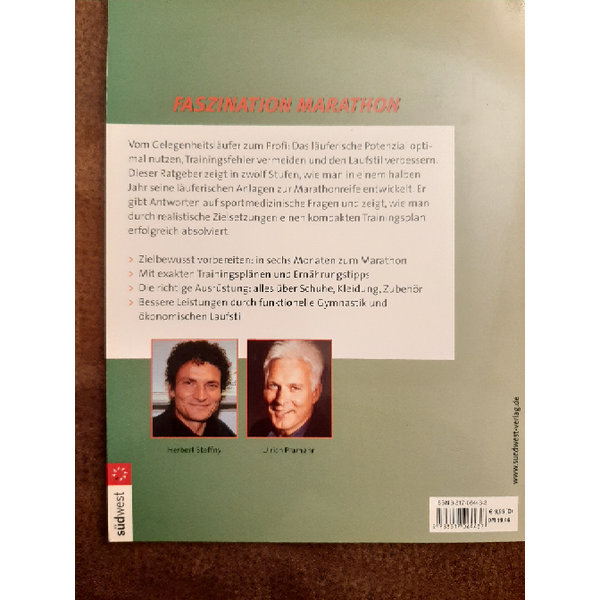 FASZINATION MARATHON
Vom Gelegenheitsläufer zum Profi: Das läuferische Potenzial opti-
mal nutzen, Trainingsfehler vermeiden und den Laufstil verbessern.
Dieser Ratgeber zeigt in zwölf Stufen, wie man in einem halben
Jahr seine läuferischen Anlagen zur Marathonreife entwickelt. Er
gibt Antworten auf sportmedizinische Fragen und zeigt, wie man
durch realistische Zielsetzungen einen kompakten Trainingsplan
erfolgreich absolviert.
> Zielbewusst vorbereiten: in sechs Monaten zum Marathon
> Mit exakten Trainingsplänen und Ernährungstipps
> Die richtige Ausrüstung: alles über Schuhe, Kleidung, Zubehör
> Bessere Leistungen durch funktionelle Gymnastik und
ökonomischen Laufstil
Herbert Steffny
Ulrich Pramann
www.suedwest-verlag.de
südwest
ISBN